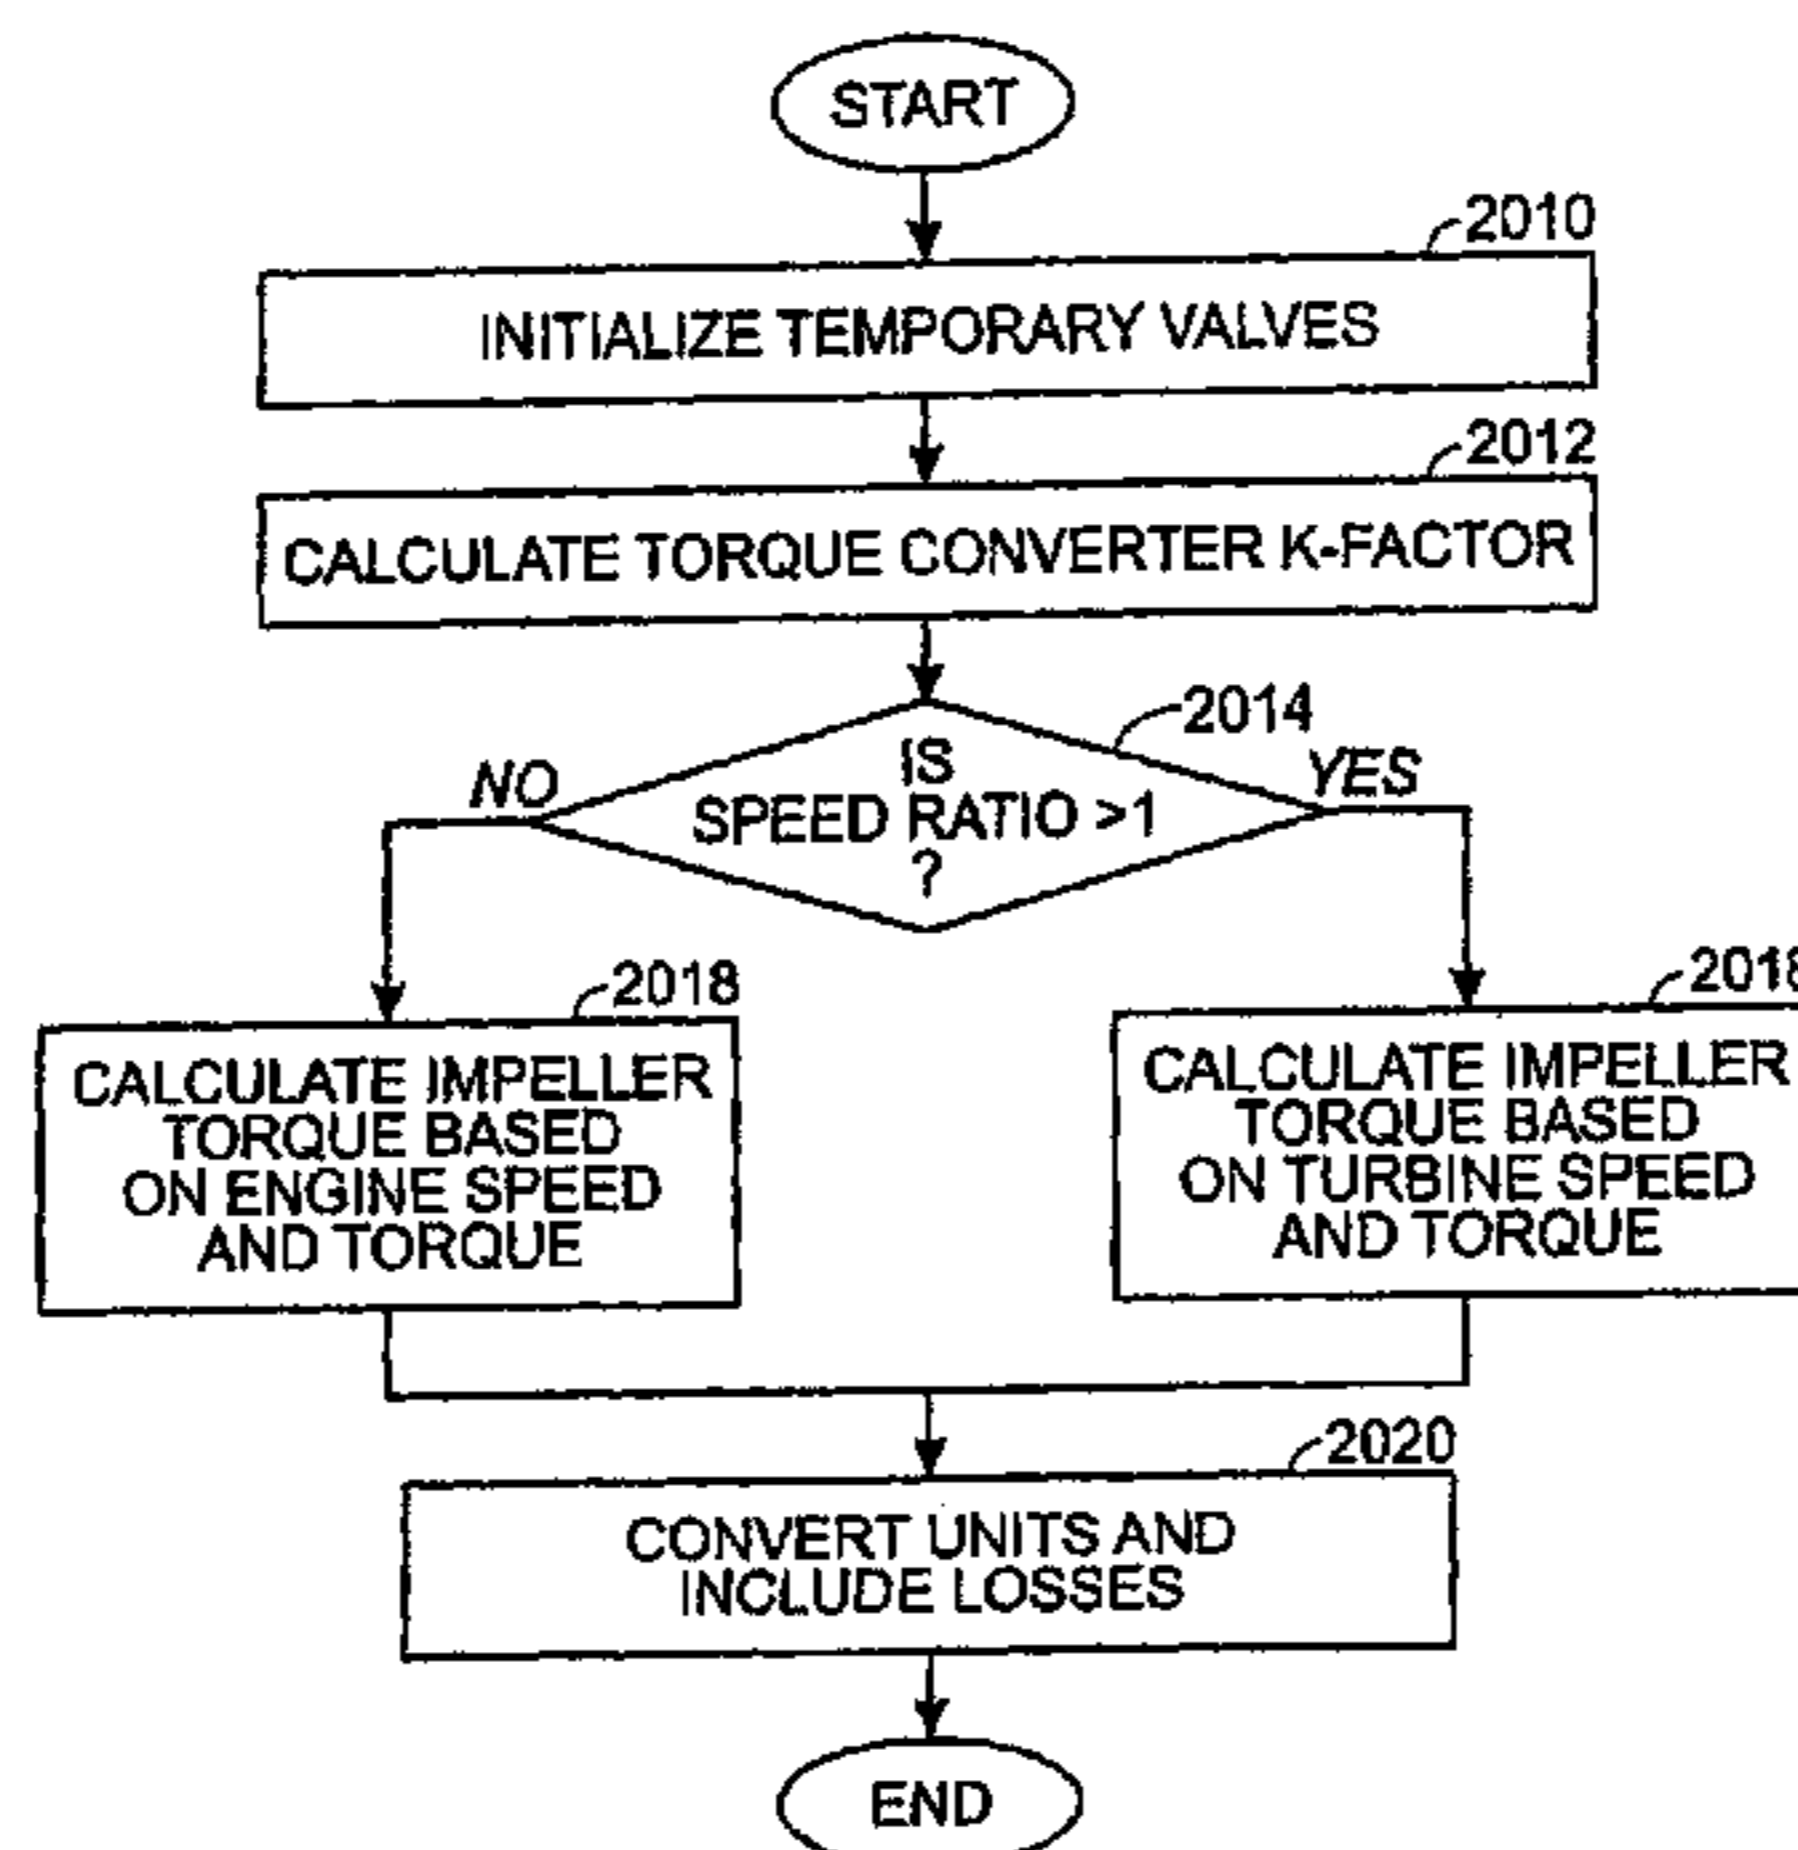 START
2010
INITIALIZE TEMPORARY VALVES
2012
CALCULATE TORQUE CONVERTER K-FACTOR
2014
NO
IS
SPEED RATIO >1
?
YES
2018
CALCULATE IMPELLER
TORQUE BASED
ON ENGINE SPEED
AND TORQUE
2018
CALCULATE IMPELLER
TORQUE BASED
ON TURBINE SPEED
AND TORQUE
2020
CONVERT UNITS AND
INCLUDE LOSSES
END